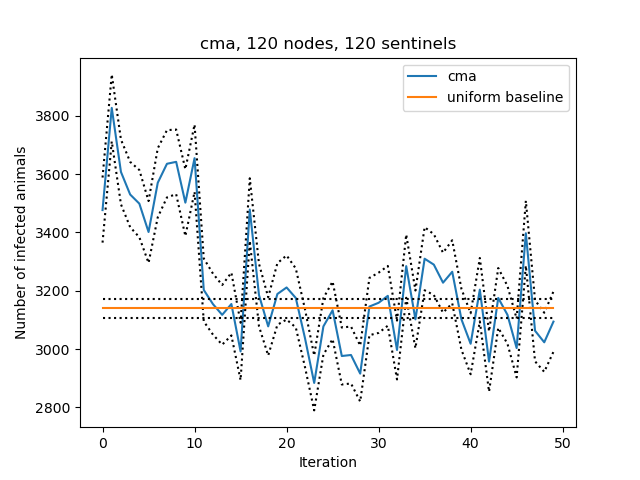 cma, 120 nodes, 120 sentinels
cma
uniform baseline
3800
3600
3400
3200
3000
2800
Number of infected animals
0 10 20 30 40 50
Iteration